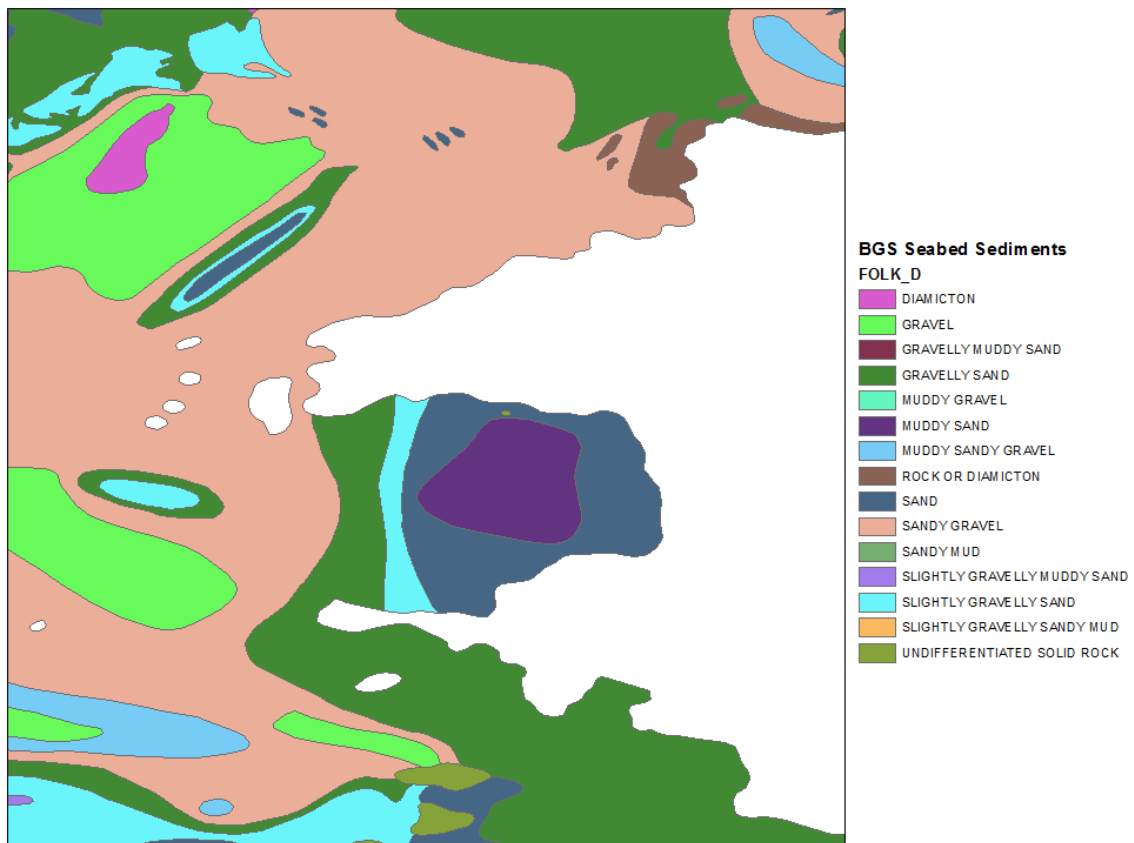 BGS Seabed Sediments
FOLK_D
DIAMICTON
GRAVEL
GRAVELLY MUDDY SAND
GRAVELLY SAND
MUDDY GRAVEL
MUDDY SAND
MUDDY SANDY GRAVEL
ROCK OR DIAMICTON
SAND
SANDY GRAVEL
SANDY MUD
SLIGHTLY GRAVELLY MUDDY SAND
SLIGHTLY GRAVELLY SAND
SLIGHTLY GRAVELLY SANDY MUD
UNDIFFERENTIATED SOLID ROCK